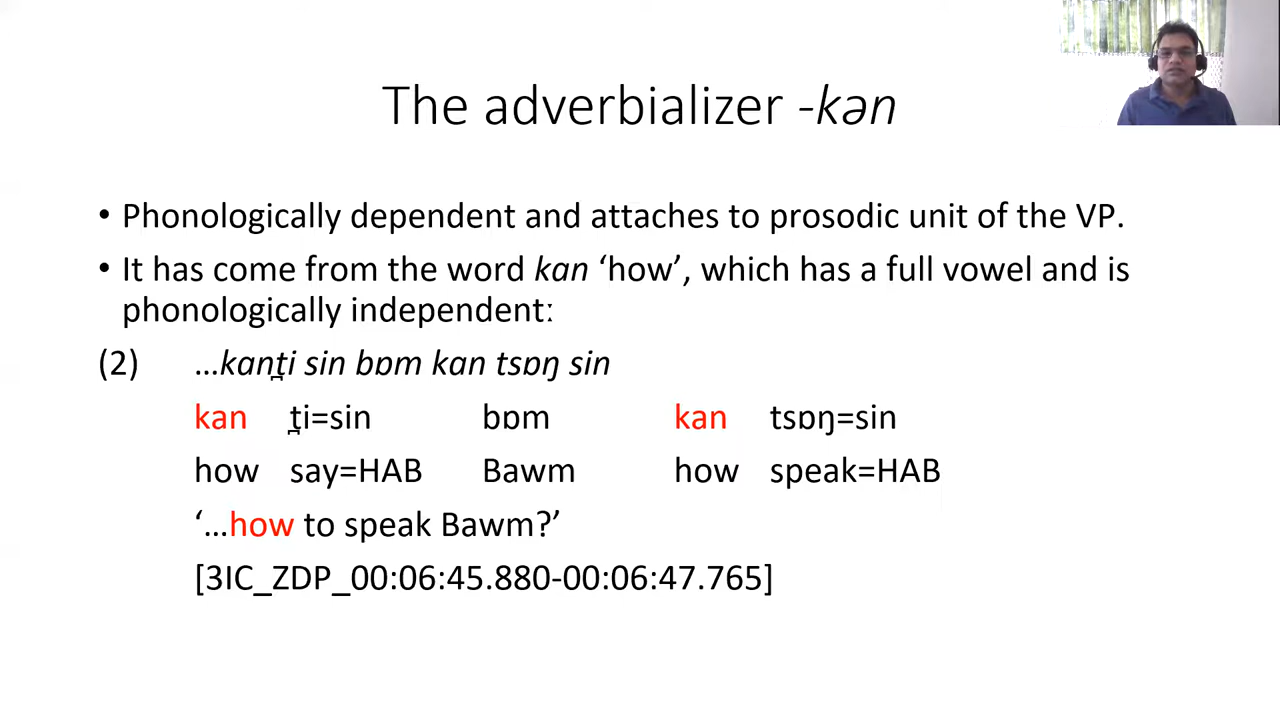 The adverbializer -kən
• Phonologically dependent and attaches to prosodic unit of the VP.
• It has come from the word kan ‘how’, which has a full vowel and is
phonologically independent:
(2) …kant̪i sin bɒm kan tsɒŋ sin
kan t̪i=sin bɒm kan tsɒŋ=sin
how say=HAB Bawm how speak=HAB
‘…how to speak Bawm?’
[3IC_ZDP_00:06:45.880-00:06:47.765]